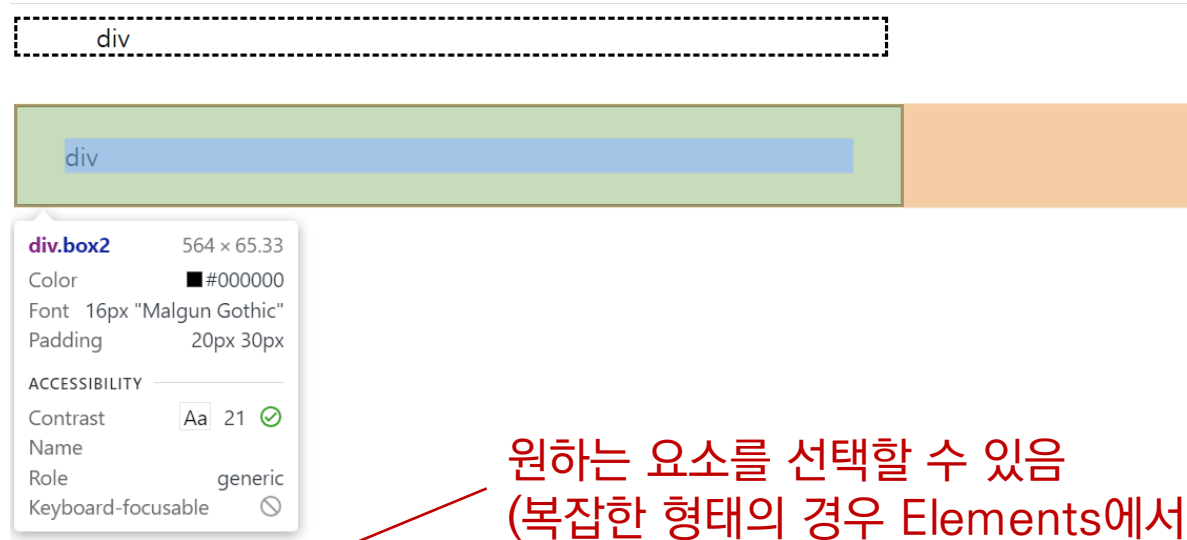 div
div
div.box2 564 × 65.33
Color #000000
Font 16px "Malgun Gothic"
Padding 20px 30px
ACCESSIBILITY
Contrast Aa 21
Name
Role generic
Keyboard-focusable
원하는 요소를 선택할 수 있음
(복잡한 형태의 경우 Elements에서